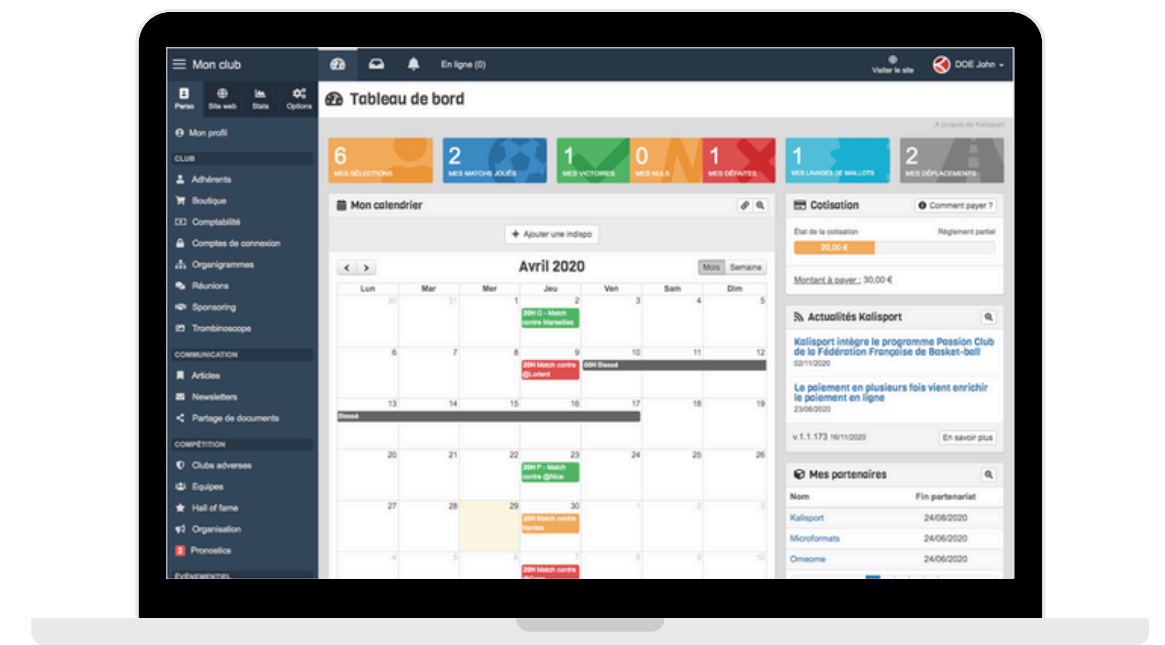 Mon club
En ligne (0)
Visiter le site
DOE John
Perso
Site web
Stats
Options
Tableau de bord
A propos de Kalisport
Mon profil
CLUB
Adhérents
Boutique
Comptabilité
Comptes de connexion
Organigrammes
Réunions
Sponsoring
Trombinoscope
COMMUNICATION
Articles
Newsletters
Partage de documents
COMPÉTITION
Clubs adverses
Equipes
Hall of fame
Organisation
2 Pronostics
ÉVÉNEMENTIEL
6
MES SÉLECTIONS
2
MES MATCHS JOUÉS
1
MES VICTOIRES
0
MES NULS
1
MES DÉFAITES
1
MES LAVAGES DE MAILLOTS
2
MES DÉPLACEMENTS
Mon calendrier
+ Ajouter une indispo
Avril 2020
Mois Semaine
Lun Mar Mer Jeu Ven Sam Dim
30 31 1 2 3 4 5
20H G - Match
contre Marseilles
6 7 8 9 10 11 12
20H Match contre
@Lorient
00H Blessé
13 14 15 16 17 18 19
Blessé
20 21 22 23 24 25 26
20H P - Match
contre @Nice
27 28 29 30 1 2 3
20H Match contre
Nantes
4 5 6 7 8 9 10
20H Match contre
Cotisation
Comment payer ?
État de la cotisation
Règlement partiel
20,00 €
Montant à payer : 30,00 €
Actualités Kalisport
Kalisport intègre le programme Passion Club
de la Fédération Française de Basket-ball
02/11/2020
Le paiement en plusieurs fois vient enrichir
le paiement en ligne
23/06/2020
v.1.1.173 16/11/2020
En savoir plus
Mes partenaires
Nom Fin partenariat
Kalisport 24/08/2020
Microformats 24/06/2020
Omeome 24/06/2020